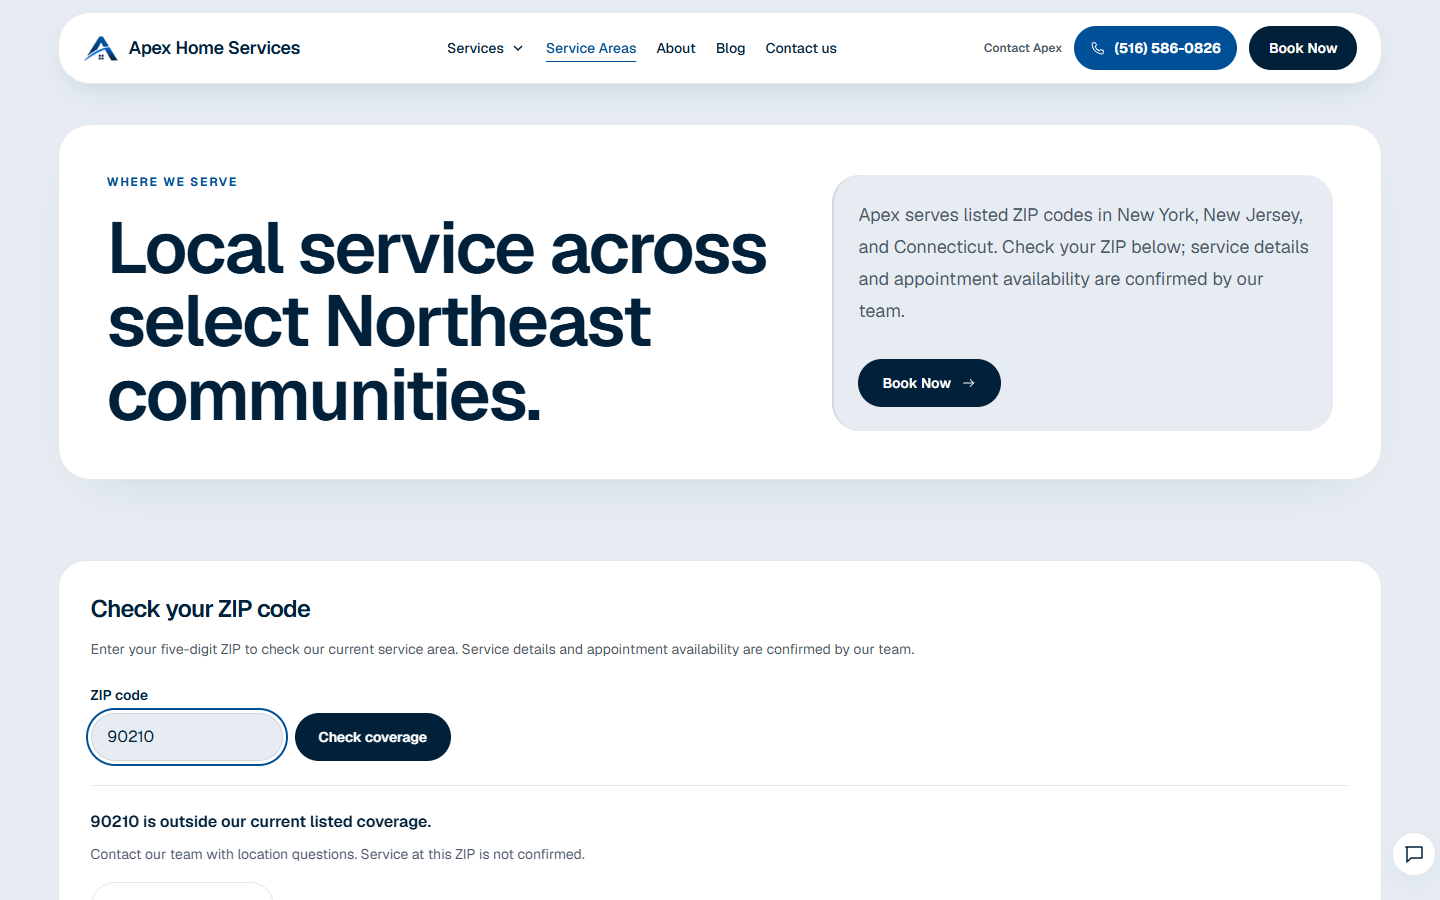 Apex Home Services
Services
Service Areas
About
Blog
Contact us
Contact Apex
(516) 586-0826
Book Now
WHERE WE SERVE
Local service across
select Northeast
communities.
Apex serves listed ZIP codes in New York, New Jersey,
and Connecticut. Check your ZIP below; service details
and appointment availability are confirmed by our
team.
Book Now
Check your ZIP code
Enter your five-digit ZIP to check our current service area. Service details and appointment availability are confirmed by our team.
ZIP code
90210
Check coverage
90210 is outside our current listed coverage.
Contact our team with location questions. Service at this ZIP is not confirmed.